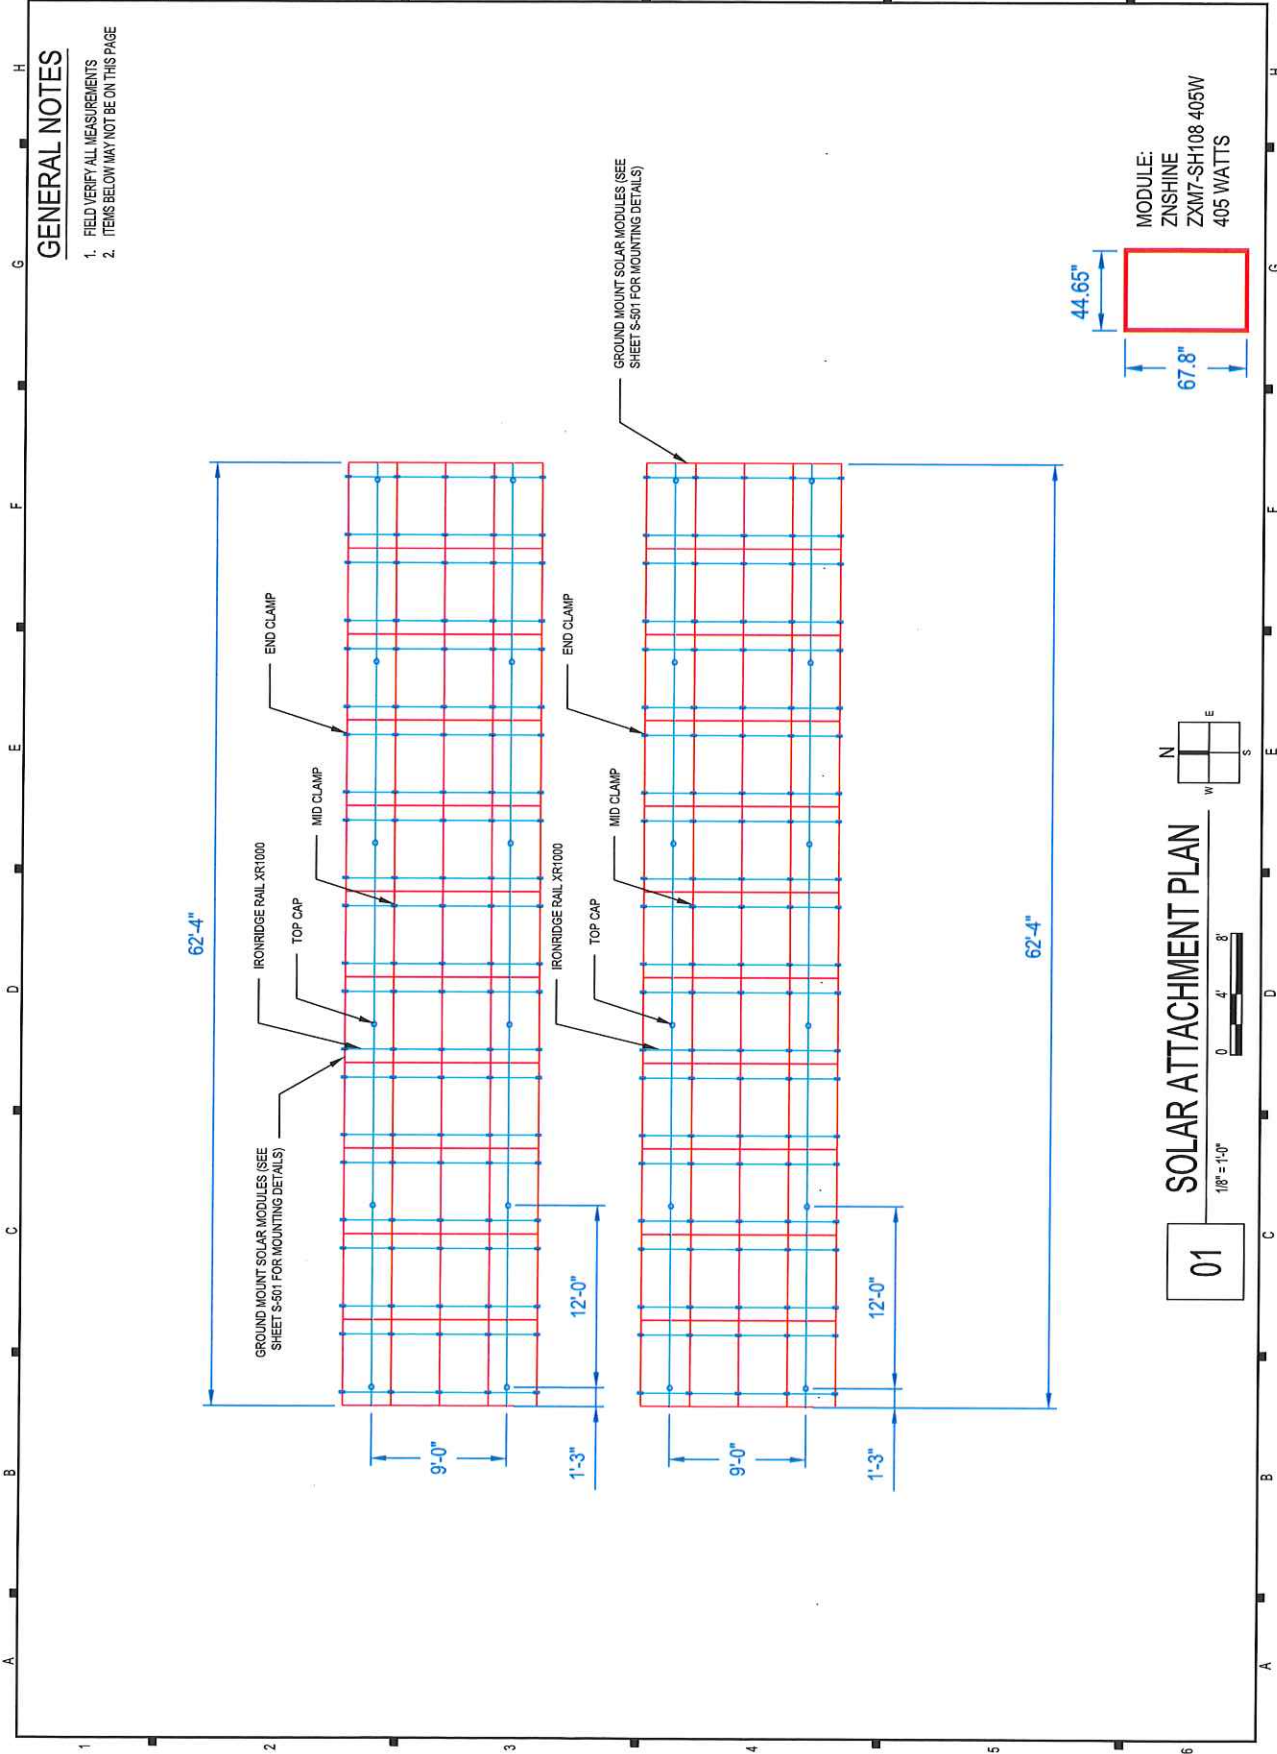 GENERAL NOTES
1. FIELD VERIFY ALL MEASUREMENTS
2. ITEMS BELOW MAY NOT BE ON THIS PAGE
A
B
C
D
E
F
G
H
1
2
3
4
5
6
62'-4"
GROUND MOUNT SOLAR MODULES (SEE
SHEET S-501 FOR MOUNTING DETAILS)
IRONRIDGE RAIL XR1000
TOP CAP
MID CLAMP
END CLAMP
9'-0"
1'-3"
12'-0"
IRONRIDGE RAIL XR1000
TOP CAP
MID CLAMP
END CLAMP
GROUND MOUNT SOLAR MODULES (SEE
SHEET S-501 FOR MOUNTING DETAILS)
9'-0"
1'-3"
12'-0"
62'-4"
01
SOLAR ATTACHMENT PLAN
1/8" = 1'-0"
0 4' 8'
N
W
E
S
44.65"
67.8"
MODULE:
ZNSHINE
ZXM7-SH108 405W
405 WATTS
A
B
C
D
E
F
G
H